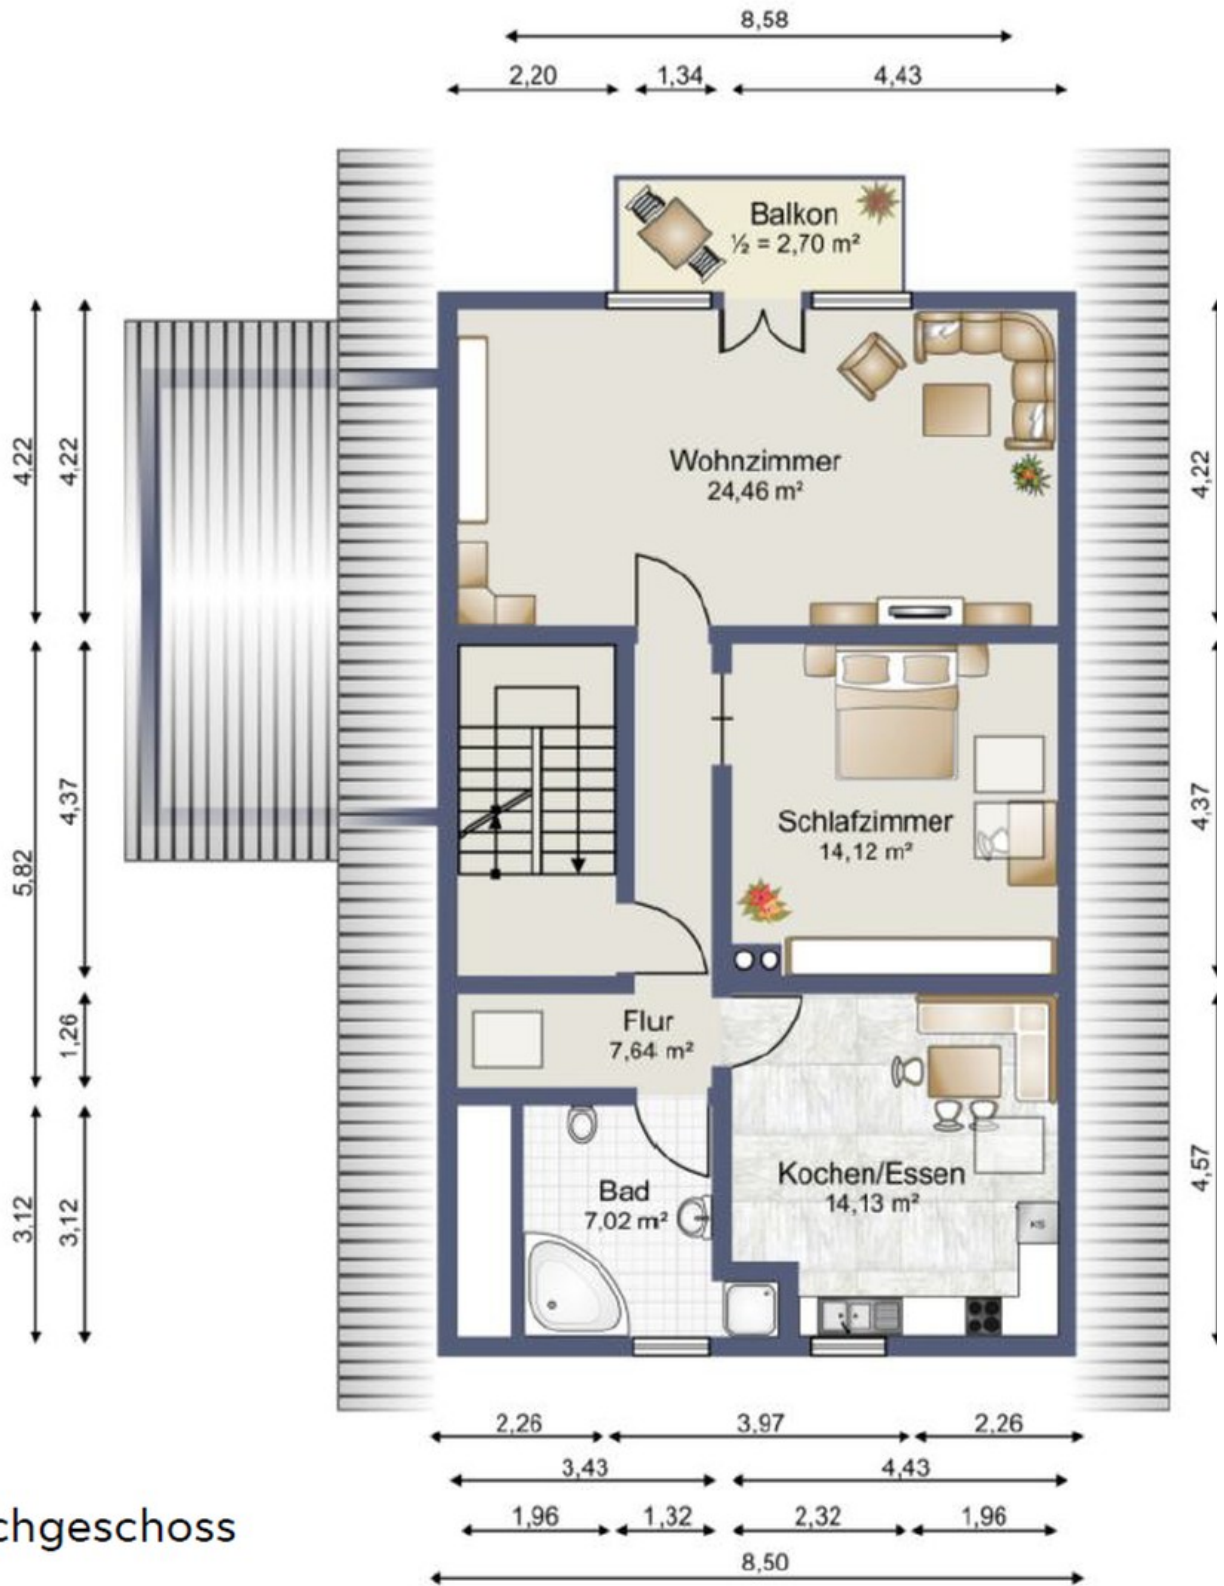 8,58
2,20 1,34 4,43
Balkon
½ = 2,70 m²
4,22 4,22 4,22
Wohnzimmer
24,46 m²
5,82 4,37 4,37
Schlafzimmer
14,12 m²
1,26
Flur
7,64 m²
3,12 3,12 4,57
Kochen/Essen
14,13 m²
Bad
7,02 m²
KS
2,26 3,97 2,26
3,43 4,43
1,96 1,32 2,32 1,96
8,50
chgeschoss